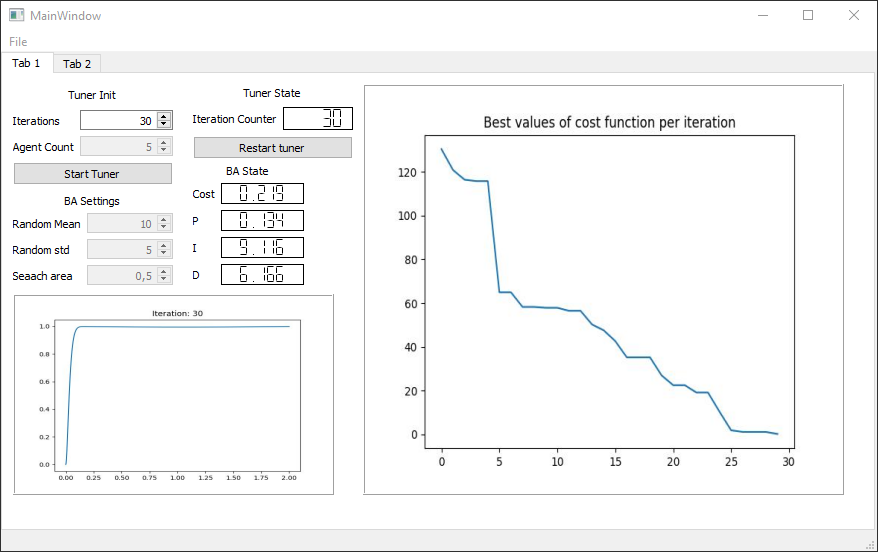 MainWindow
File
Tab 1
Tab 2
Tuner Init
Iterations 30
Agent Count 5
Start Tuner
BA Settings
Random Mean 10
Random std 5
Seaach area 0,5
Tuner State
Iteration Counter 30
Restart tuner
BA State
Cost 0.219
P 0.134
I 9.116
D 6.166
Iteration: 30
1.0
0.8
0.6
0.4
0.2
0.0
0.00 0.25 0.50 0.75 1.00 1.25 1.50 1.75 2.00
Best values of cost function per iteration
120
100
80
60
40
20
0
0 5 10 15 20 25 30